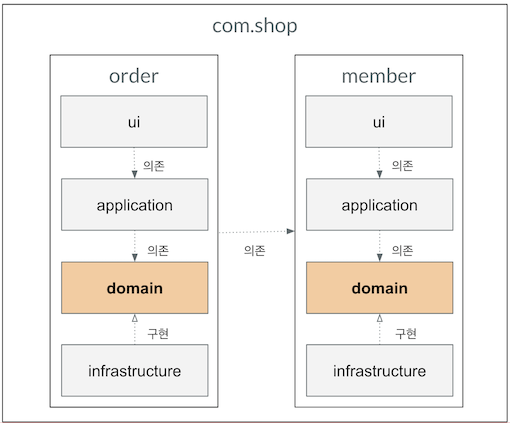 com.shop
order
ui
의존
application
의존
domain
구현
infrastructure
의존
member
ui
의존
application
의존
domain
구현
infrastructure